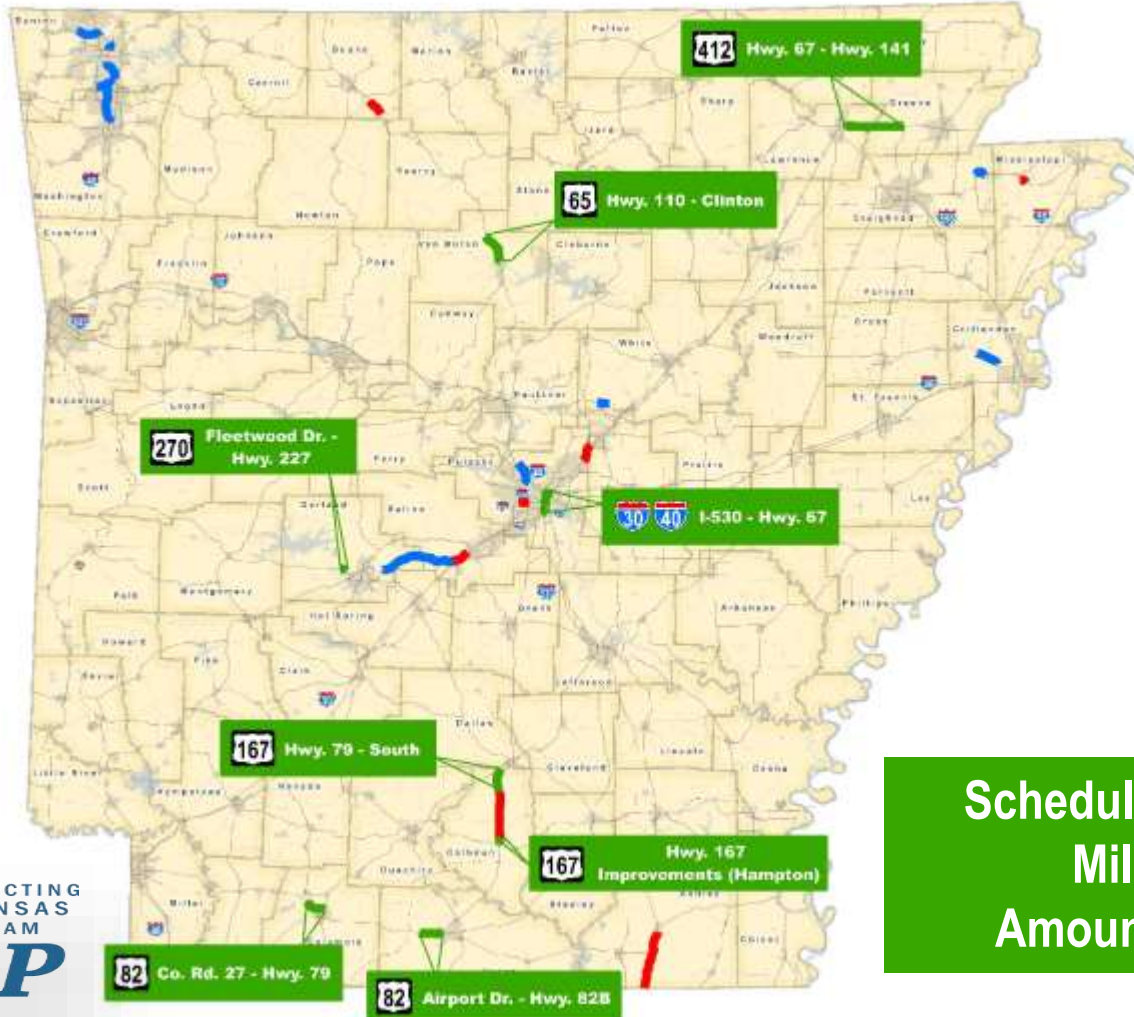 412 Hwy. 67 - Hwy. 141
65 Hwy. 110 - Clinton
270 Fleetwood Dr. -
Hwy. 227
30 40 I-530 - Hwy. 67
167 Hwy. 79 - South
167 Hwy. 167
Improvements (Hampton)
82 Co. Rd. 27 - Hwy. 79
82 Airport Dr. - Hwy. 82B
Schedul
Mil
Amoun
CTING
NSAS
AM
P
Benton
Carroll
Boone
Marion
Baxter
Fulton
Sharp
Greene
Izard
Lawrence
Mississippi
Washington
Madison
Newton
Searcy
Stone
Craighead
Crawford
Franklin
Johnson
Pope
Van Buren
Cleburne
Jackson
Poinsett
Conway
White
Woodruff
Cross
Crittenden
Sebastian
Logan
Faulkner
St. Francis
Scott
Perry
Pulaski
Prairie
Lee
Garland
Saline
Polk
Montgomery
Hot Spring
Grant
Arkansas
Phillips
Howard
Pike
Clark
Sevier
Jefferson
Dallas
Cleveland
Lincoln
Desha
Little River
Hempstead
Nevada
Calhoun
Ouachita
Bradley
Ashley
Miller
Columbia
Chicot